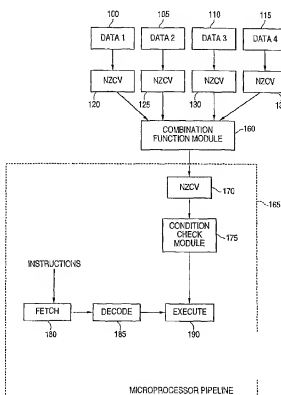 100 105 110 115
DATA 1 DATA 2 DATA 3 DATA 4
NZCV NZCV NZCV NZCV
120 125 130
COMBINATION FUNCTION MODULE
160
NZCV
170
165
CONDITION CHECK MODULE
175
INSTRUCTIONS
FETCH DECODE EXECUTE
180 185 190
MICROPROCESSOR PIPELINE